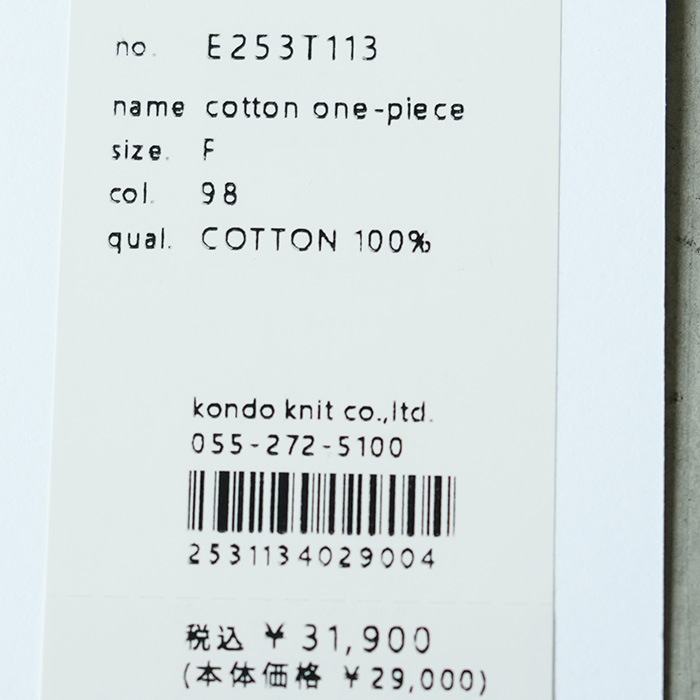 no. E253T113
name cotton one-piece
size. F
col. 98
qual. COTTON 100%
kondo knit co.,ltd.
055-272-5100
2531134029004
税込 ¥ 31,900
(本体価格 ¥29,000)